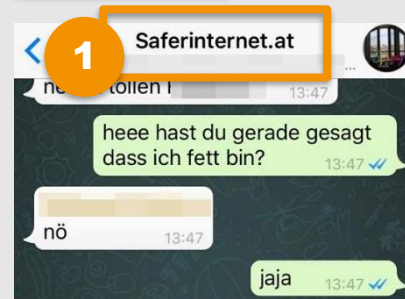 1
Saferinternet.at
...
tollen
13:47
heee hast du gerade gesagt
dass ich fett bin?
13:47
nö
13:47
jaja
13:47